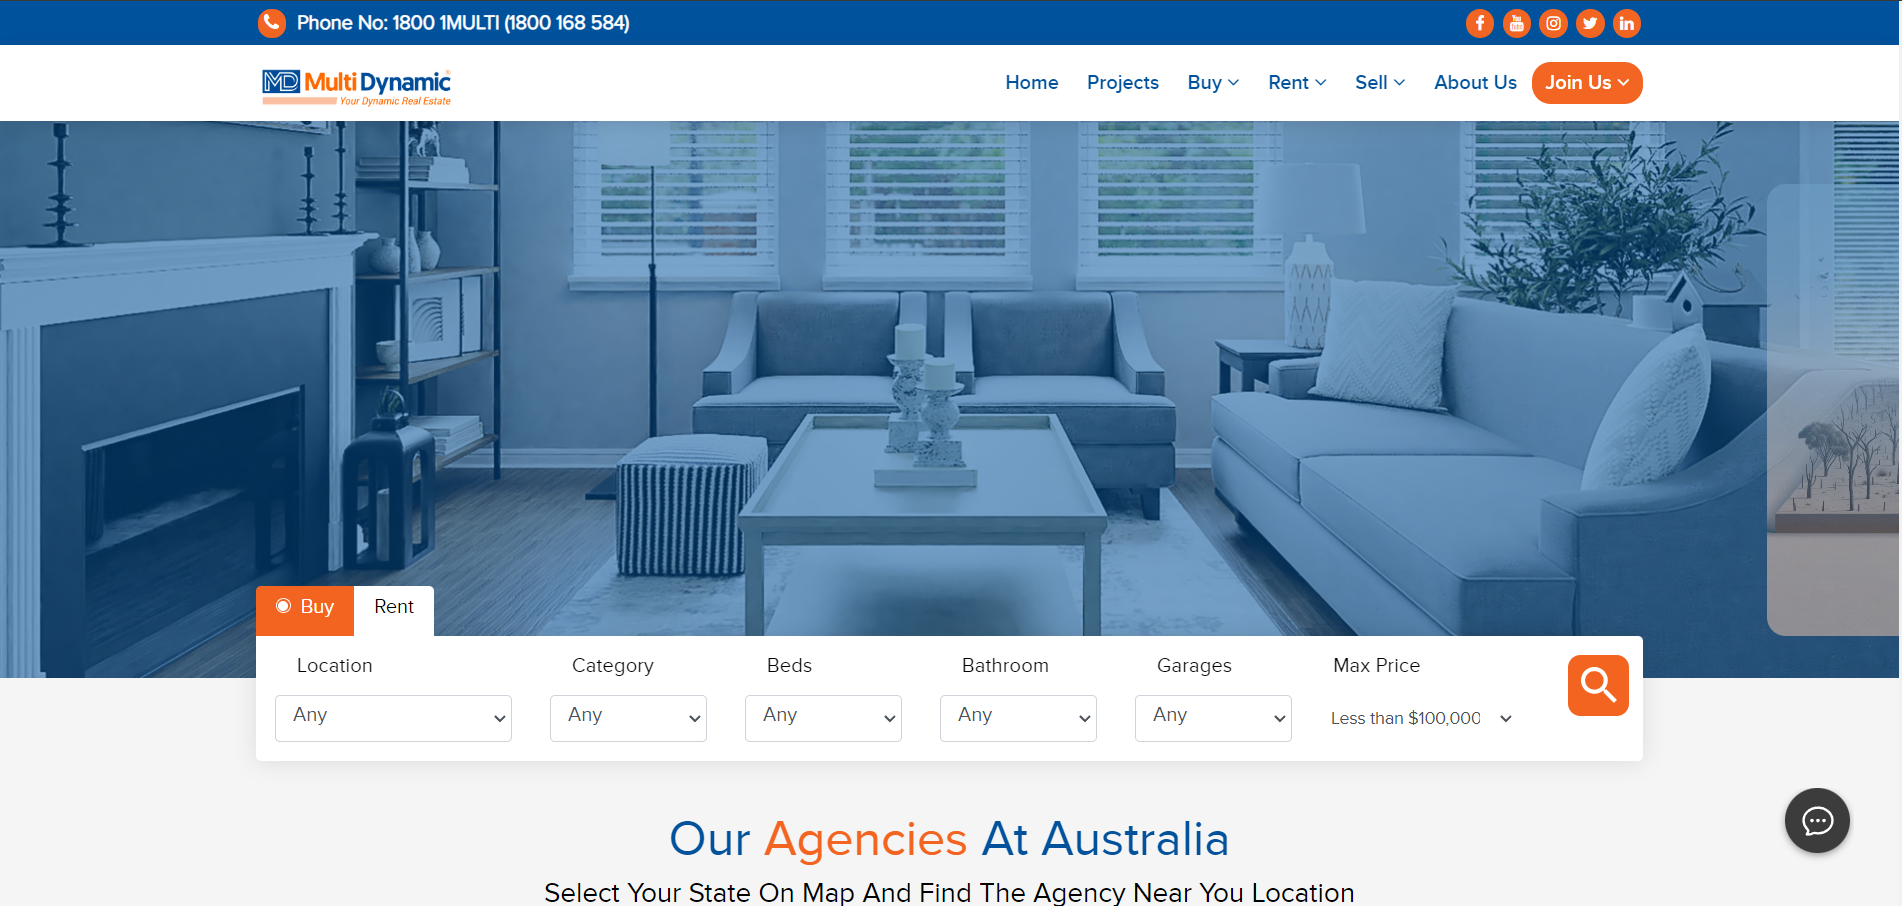 Phone No: 1800 1MULTI (1800 168 584)
MD Multi Dynamic
Your Dynamic Real Estate
Home Projects Buy Rent Sell About Us Join Us
Buy Rent
Location Category Beds Bathroom Garages Max Price
Any Any Any Any Any Less than $100,000
Our Agencies At Australia
Select Your State On Map And Find The Agency Near You Location